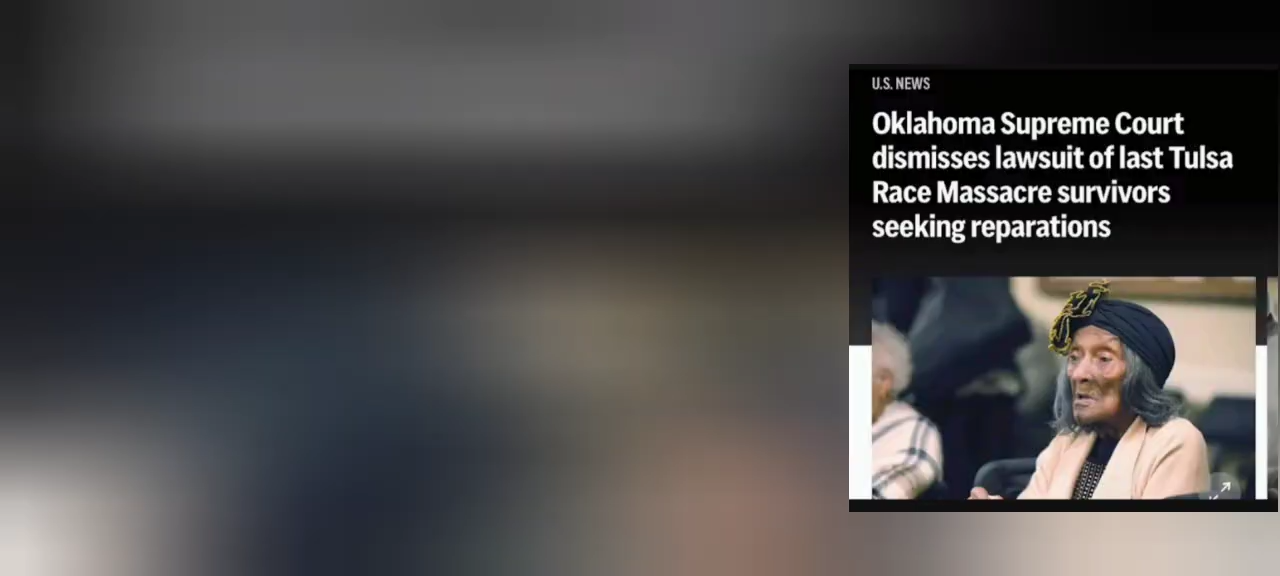 U.S. NEWS
Oklahoma Supreme Court
dismisses lawsuit of last Tulsa
Race Massacre survivors
seeking reparations